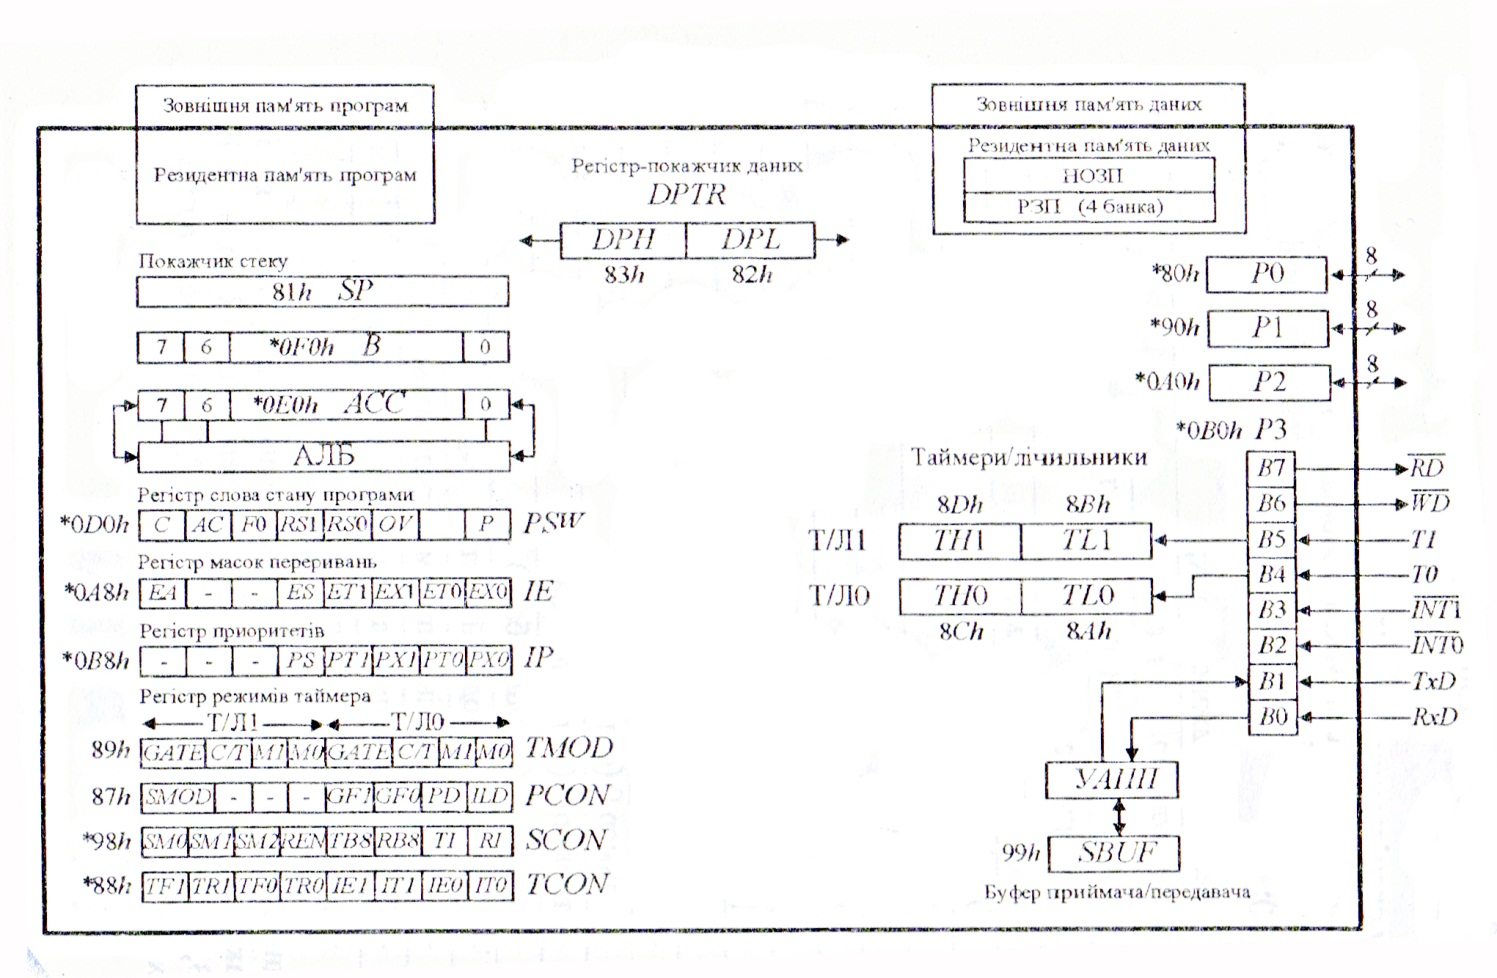 Зовнішня пам'ять програм
Резидентна пам'ять програм
Регістр-покажчик даних
DPTR
DPH DPL
83h 82h
Зовнішня пам'ять даних
Резидентна пам'ять даних
НОЗП
РЗП (4 банка)
Покажчик стеку
81h SP
7 6 *0F0h B 0
7 6 *0E0h ACC 0
АЛБ
Регістр слова стану програми
*0D0h C AC F0 RS1 RS0 OV P PSW
Регістр масок переривань
*0A8h EA - - ES ET1 EX1 ET0 EX0 IE
Регістр приоритетів
*0B8h - - - PS PT1 PX1 PT0 PX0 IP
Регістр режимів таймера
Т/Л1 Т/Л0
89h GATE C/T M1 M0 GATE C/T M1 M0 TMOD
87h SMOD - - - GF1 GF0 PD ILD PCON
*98h SM0 SM1 SM2 REN TB8 RB8 TI RI SCON
*88h TF1 TR1 TF0 TR0 IE1 IT1 IE0 IT0 TCON
*80h P0 8
*90h P1 8
*0A0h P2 8
*0B0h P3
Таймери/лічильники
8Dh 8Bh
Т/Л1 TH1 TL1
Т/Л0 TH0 TL0
8Ch 8Ah
B7 RD
B6 WD
B5 T1
B4 T0
B3 INT1
B2 INT0
B1 TxD
B0 RxD
УАПП
99h SBUF
Буфер приймача/передавача